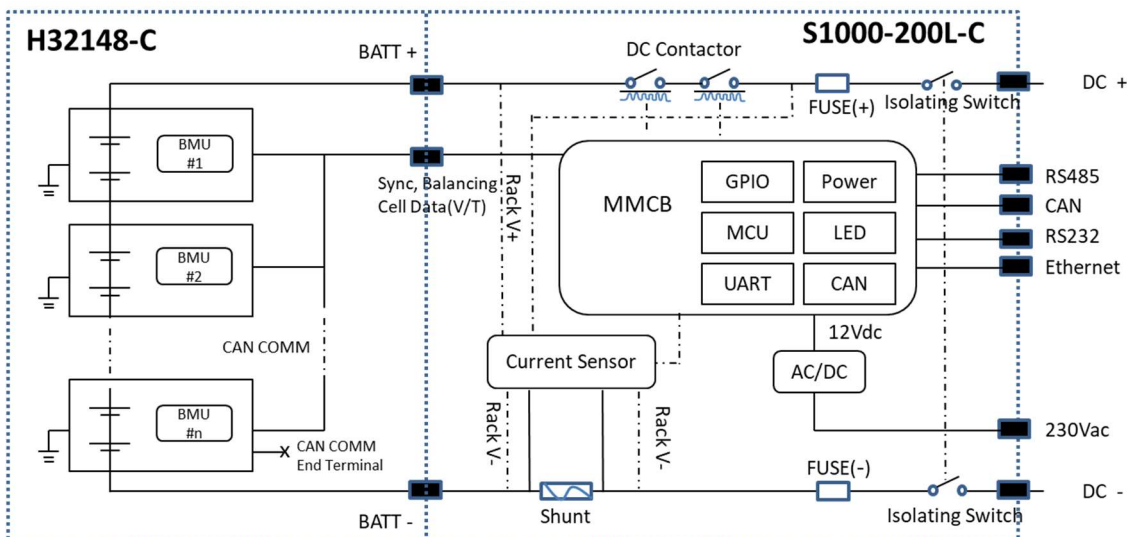 H32148-C
S1000-200L-C
BATT +
DC Contactor
DC +
FUSE(+)
Isolating Switch
BMU
#1
Sync, Balancing
Cell Data(V/T)
Rack V+
MMCB
GPIO
Power
MCU
LED
UART
CAN
RS485
CAN
RS232
Ethernet
BMU
#2
12Vdc
CAN COMM
Current Sensor
AC/DC
BMU
#n
CAN COMM
End Terminal
Rack V-
Rack V-
230Vac
FUSE(-)
BATT -
Shunt
Isolating Switch
DC -